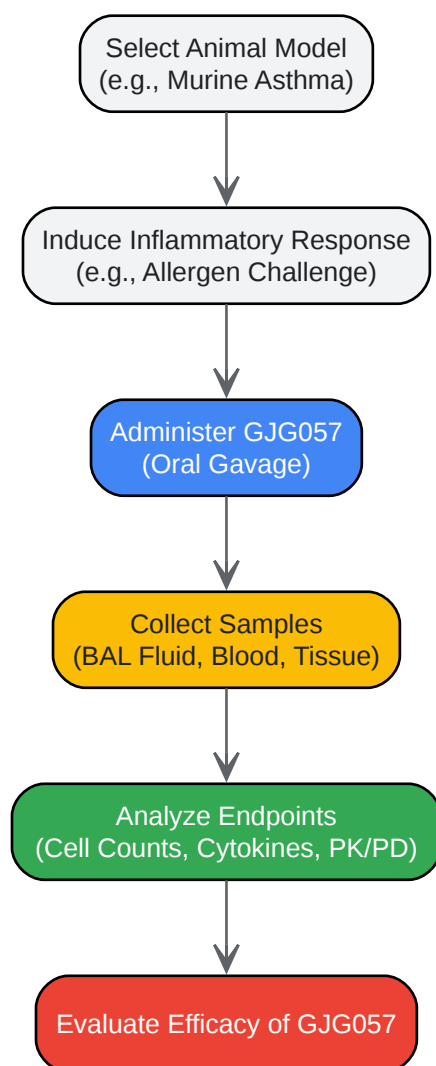 Select Animal Model
(e.g., Murine Asthma)
Induce Inflammatory Response
(e.g., Allergen Challenge)
Administer GJG057
(Oral Gavage)
Collect Samples
(BAL Fluid, Blood, Tissue)
Analyze Endpoints
(Cell Counts, Cytokines, PK/PD)
Evaluate Efficacy of GJG057